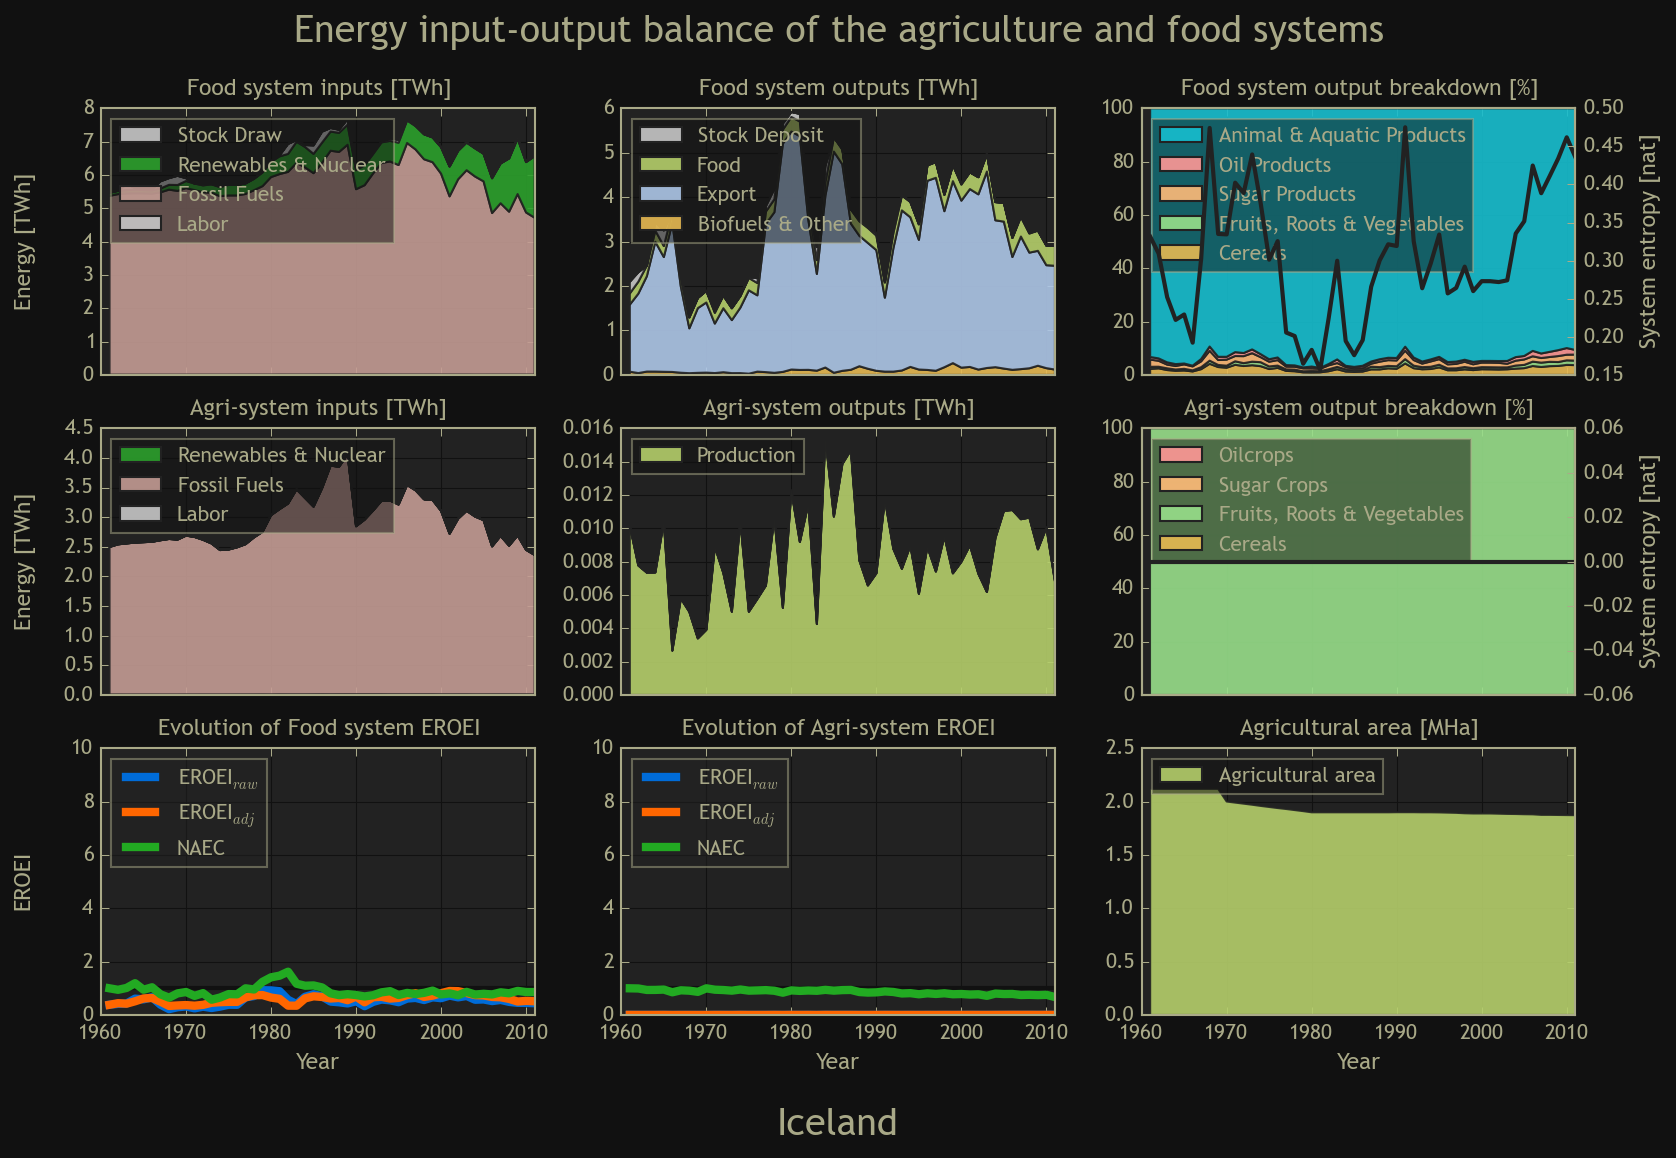 Energy input-output balance of the agriculture and food systems
Food system inputs [TWh]
Energy [TWh]
8
7
6
5
4
3
2
1
0
Stock Draw
Renewables & Nuclear
Fossil Fuels
Labor
Food system outputs [TWh]
6
5
4
3
2
1
0
Stock Deposit
Food
Export
Biofuels & Other
Food system output breakdown [%]
100
80
60
40
20
0
Animal & Aquatic Products
Oil Products
Sugar Products
Fruits, Roots & Vegetables
Cereals
0.50
0.45
0.40
0.35
0.30
0.25
0.20
0.15
System entropy [nat]
Agri-system inputs [TWh]
Energy [TWh]
4.5
4.0
3.5
3.0
2.5
2.0
1.5
1.0
0.5
0.0
Renewables & Nuclear
Fossil Fuels
Labor
Agri-system outputs [TWh]
0.016
0.014
0.012
0.010
0.008
0.006
0.004
0.002
0.000
Production
Agri-system output breakdown [%]
100
80
60
40
20
0
Oilcrops
Sugar Crops
Fruits, Roots & Vegetables
Cereals
0.06
0.04
0.02
0.00
−0.02
−0.04
−0.06
System entropy [nat]
Evolution of Food system EROEI
EROEI
10
8
6
4
2
0
EROEIraw
EROEIadj
NAEC
1960 1970 1980 1990 2000 2010
Year
Evolution of Agri-system EROEI
10
8
6
4
2
0
EROEIraw
EROEIadj
NAEC
1960 1970 1980 1990 2000 2010
Year
Agricultural area [MHa]
2.5
2.0
1.5
1.0
0.5
0.0
Agricultural area
1960 1970 1980 1990 2000 2010
Year
Iceland